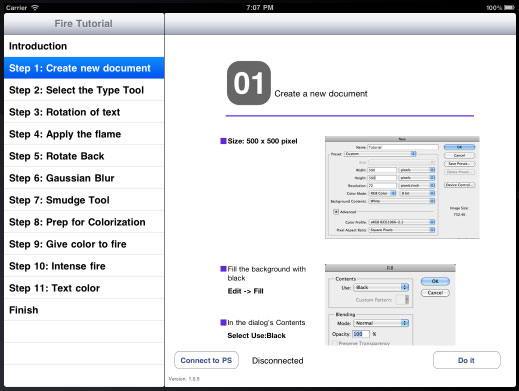 Carrier 7:07 PM 100%
Fire Tutorial
Introduction
Step 1: Create new document
Step 2: Select the Type Tool
Step 3: Rotation of text
Step 4: Apply the flame
Step 5: Rotate Back
Step 6: Gaussian Blur
Step 7: Smudge Tool
Step 8: Prep for Colorization
Step 9: Give color to fire
Step 10: Intense fire
Step 11: Text color
Finish
01
Create a new document
Size: 500 x 500 pixel
New
Name: Tutorial
OK
Preset: Custom
Cancel
Size:
Save Preset...
Width: 500 pixels
Delete Preset...
Height: 500 pixels
Resolution: 72 pixels/inch
Device Central...
Color Mode: RGB Color 8 bit
Background Contents: White
Image Size:
Advanced
Color Profile: sRGB IEC61966-2.1
Pixel Aspect Ratio: Square Pixels
Fill the background with
black
Edit -> Fill
In the dialog's Contents
Select Use:Black
Fill
Contents
Use: Black
OK
Custom Pattern:
Cancel
Blending
Mode: Normal
Opacity: 100 %
Preserve Transparency
Connect to PS
Disconnected
Do it